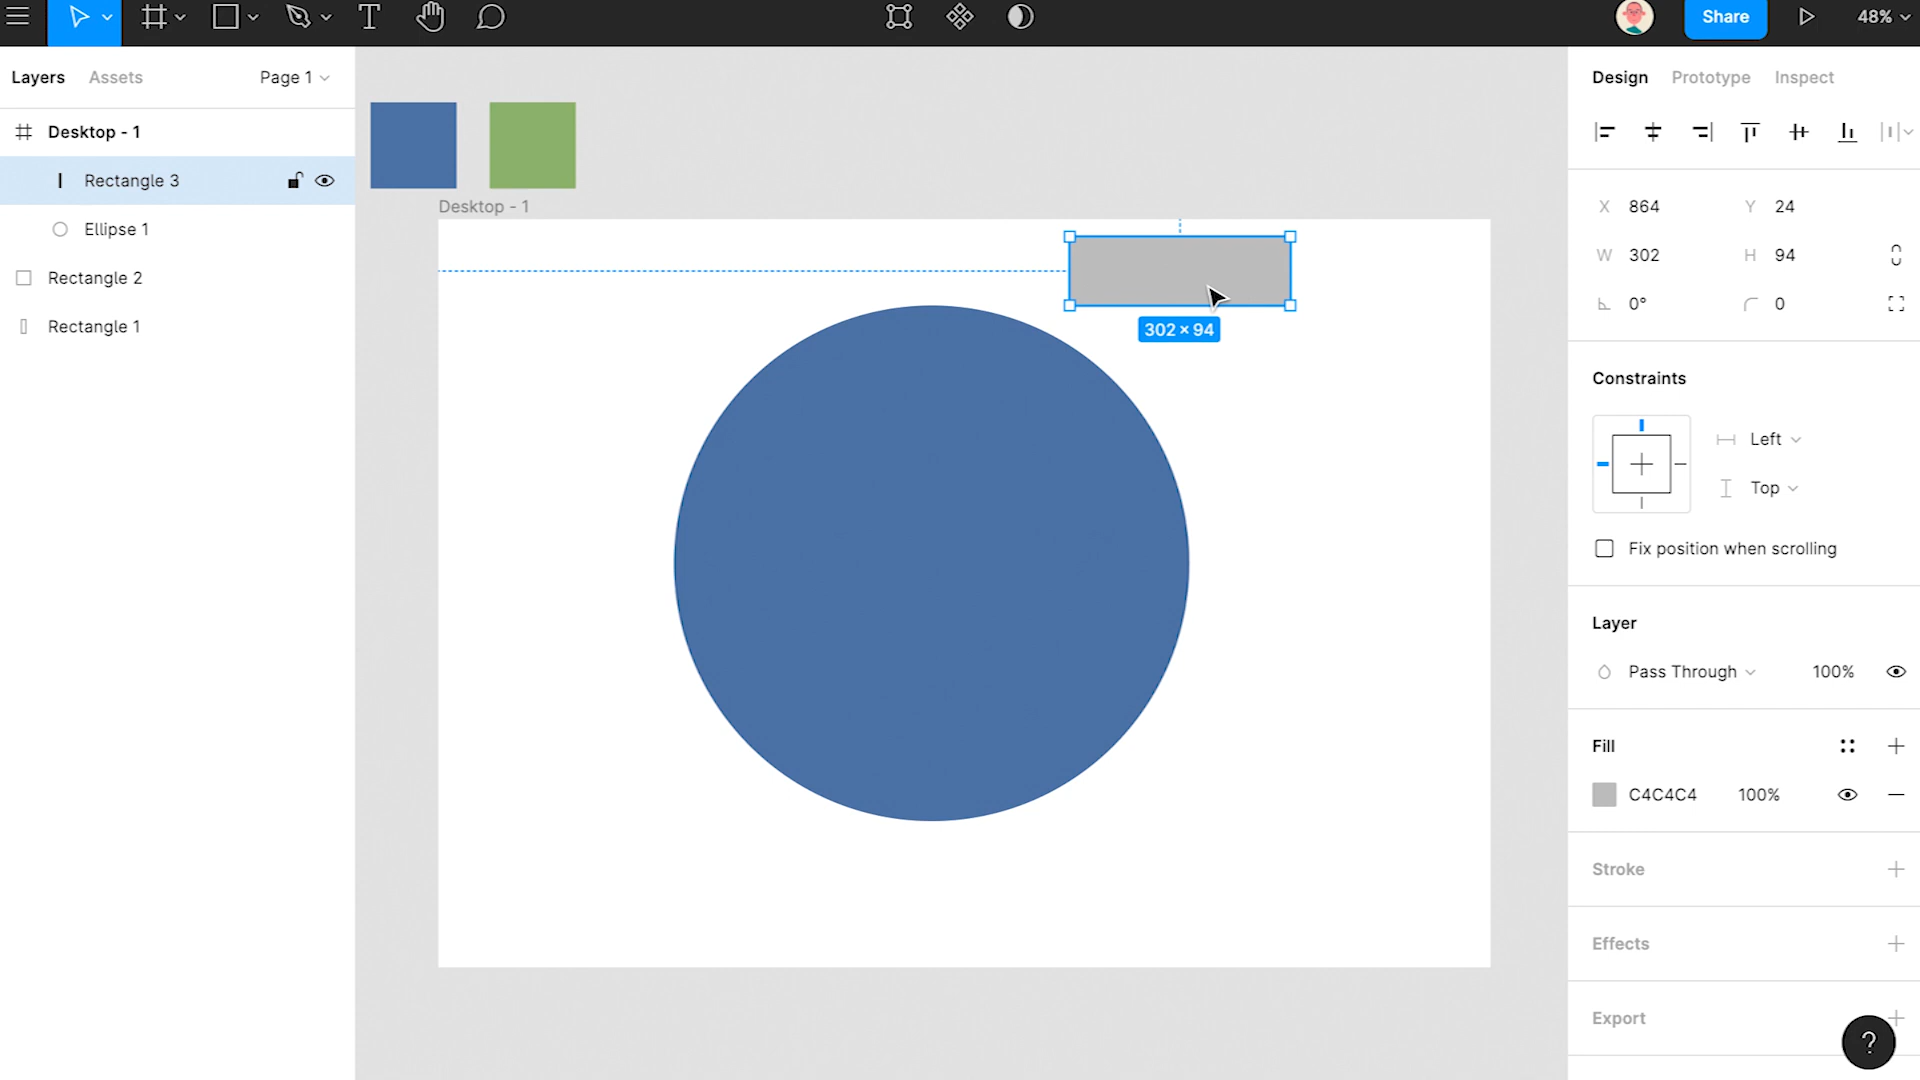 Share
48%
Layers
Assets
Page 1
Design
Prototype
Inspect
Desktop - 1
Rectangle 3
Ellipse 1
Rectangle 2
Rectangle 1
Desktop - 1
302 × 94
X 864
Y 24
W 302
H 94
0°
0
Constraints
Left
Top
Fix position when scrolling
Layer
Pass Through
100%
Fill
C4C4C4
100%
Stroke
Effects
Export
?